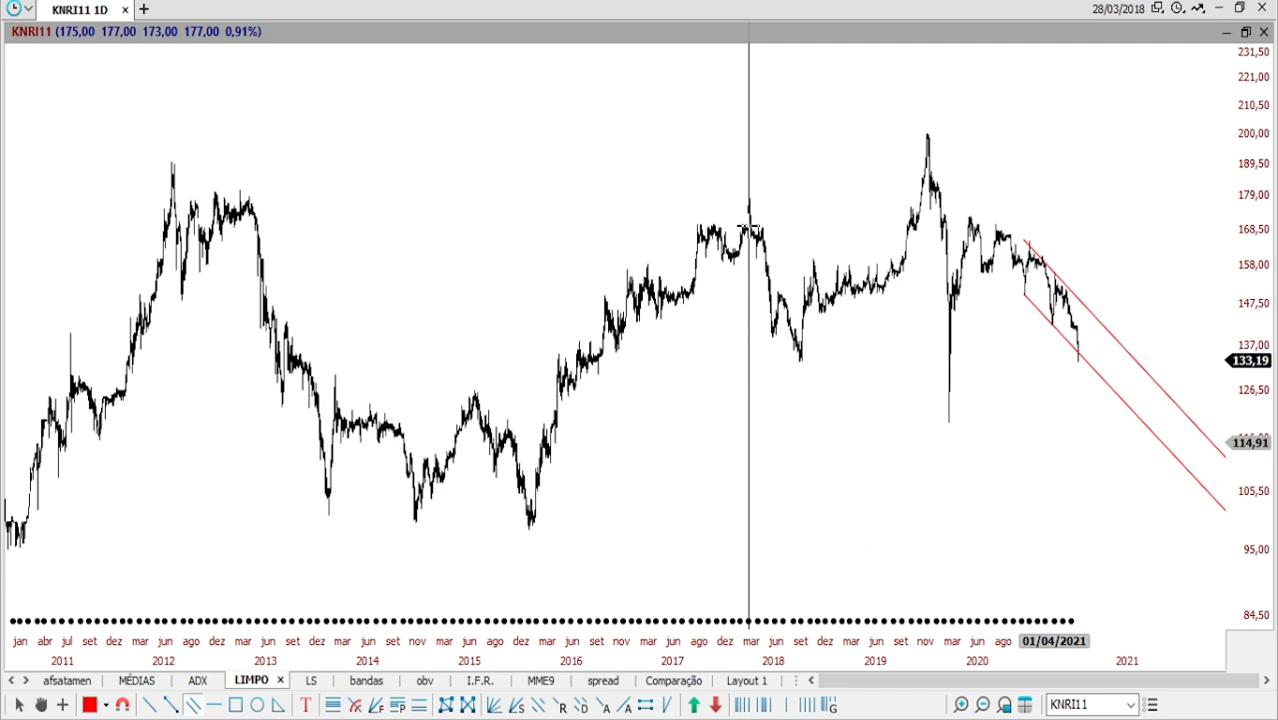 KNRI11 1D × + 28/03/2018
KNRI11 (175,00 177,00 173,00 177,00 0,91%)
231,50
221,00
210,50
200,00
189,50
179,00
168,50
158,00
147,50
137,00
133,19
126,50
114,91
105,50
95,00
84,50
jan abr jul set dez mar jun ago dez mar jun set dez mar jun set nov mar jun set dez mar jun set nov mar jun ago dez mar jun set dez mar jun set nov mar jun ago 01/04/2021
2011 2012 2013 2014 2015 2016 2017 2018 2019 2020 2021
afsatamen MÉDIAS ADX LIMPO × LS bandas obv I.F.R. MME9 spread Comparação Layout 1
T F P S R D A A G KNRI11